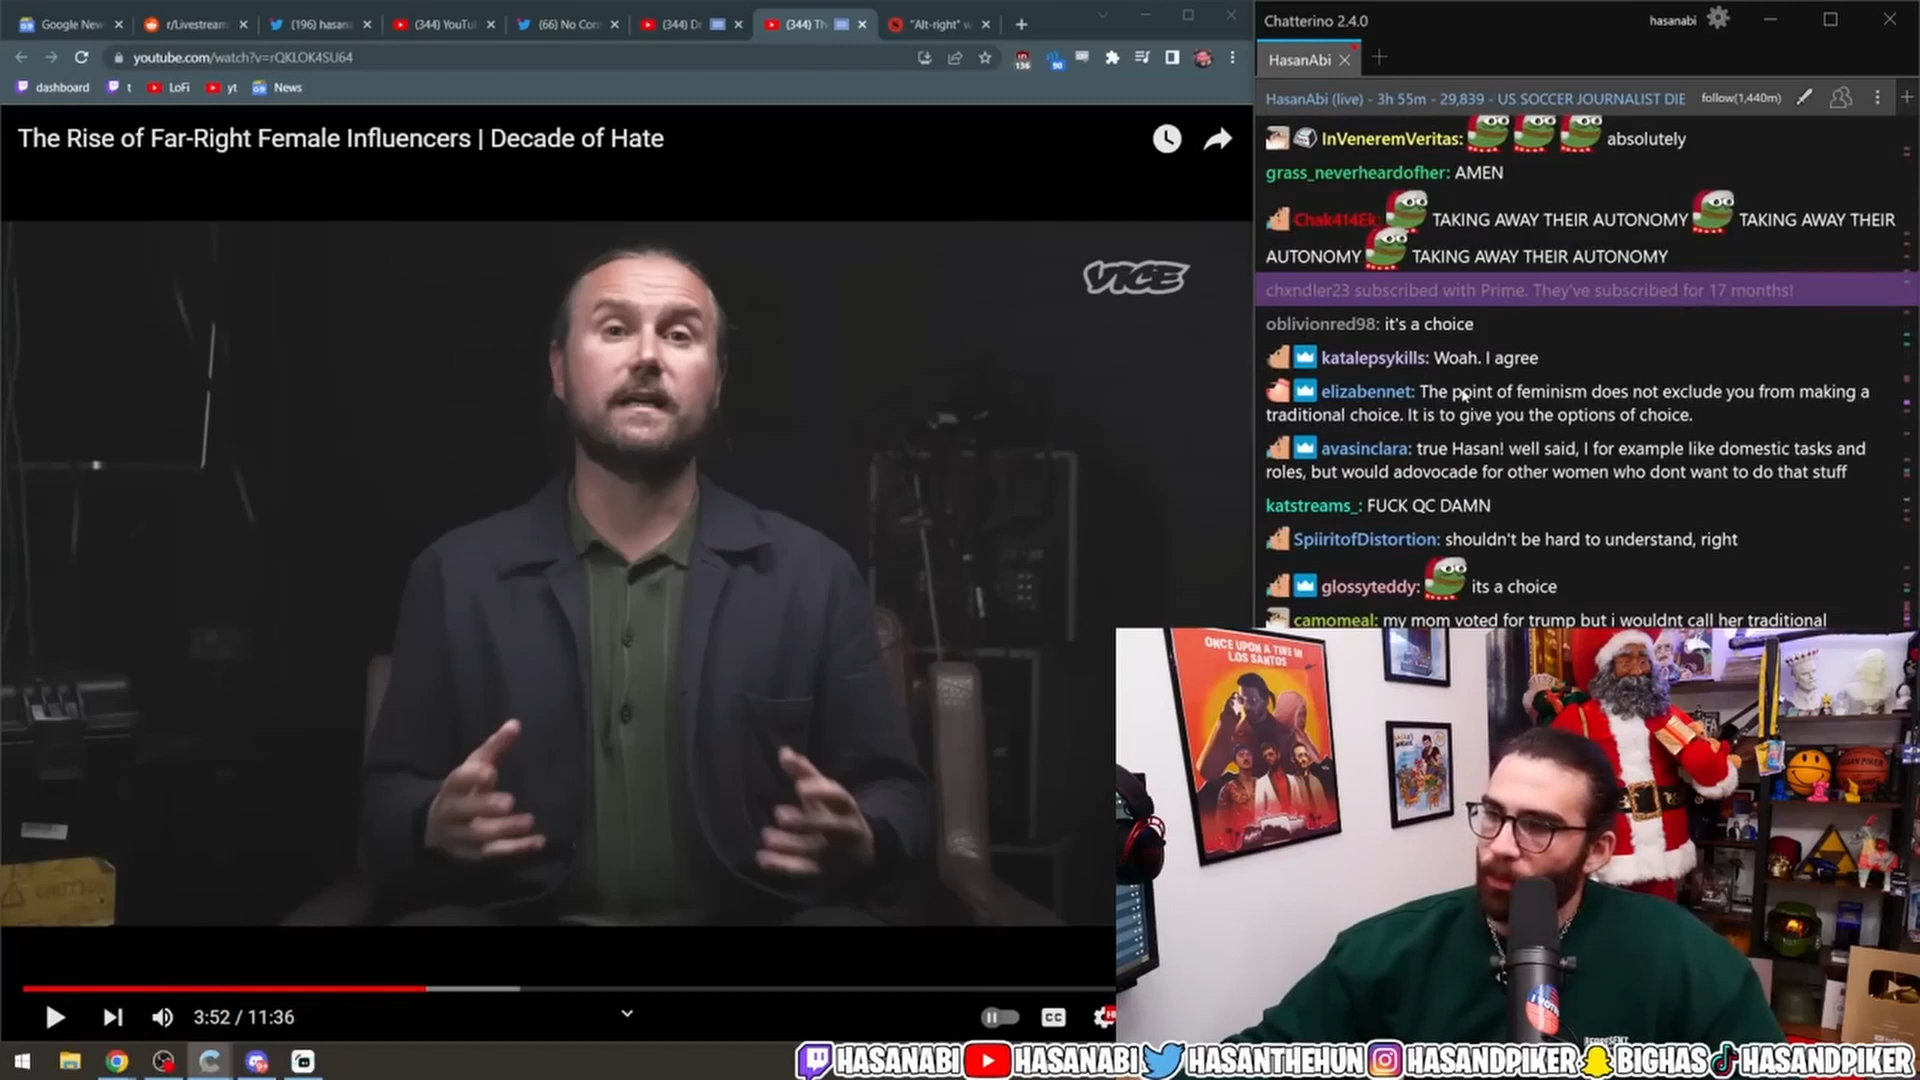 Google New
r/Livestream
(196) hasana
(344) YouTu
(66) No Con
(344) D
(344) Th
"Alt-right" w
youtube.com/watch?v=rQKLOK4SU64
136
90
dashboard
t
LoFi
yt
News
The Rise of Far-Right Female Influencers | Decade of Hate
VICE
3:52 / 11:36
CC
Chatterino 2.4.0
hasanabi
HasanAbi
HasanAbi (live) - 3h 55m - 29,839 - US SOCCER JOURNALIST DIE
follow(1,440m)
InVeneremVeritas: absolutely
grass_neverheardofher: AMEN
Chak414Ek: TAKING AWAY THEIR AUTONOMY TAKING AWAY THEIR
AUTONOMY TAKING AWAY THEIR AUTONOMY
chxndler23 subscribed with Prime. They've subscribed for 17 months!
oblivionred98: it's a choice
katalepsykills: Woah. I agree
elizabennet: The point of feminism does not exclude you from making a
traditional choice. It is to give you the options of choice.
avasinclara: true Hasan! well said, I for example like domestic tasks and
roles, but would adovocade for other women who dont want to do that stuff
katstreams_: FUCK QC DAMN
SpiiritofDistortion: shouldn't be hard to understand, right
glossyteddy: its a choice
camomeal: my mom voted for trump but i wouldnt call her traditional
ONCE UPON A TIME IN
LOS SANTOS
HASAN PIKER
HASANABI HASANABI HASANTHEHUN HASANDPIKER BIGHAS HASANDPIKER